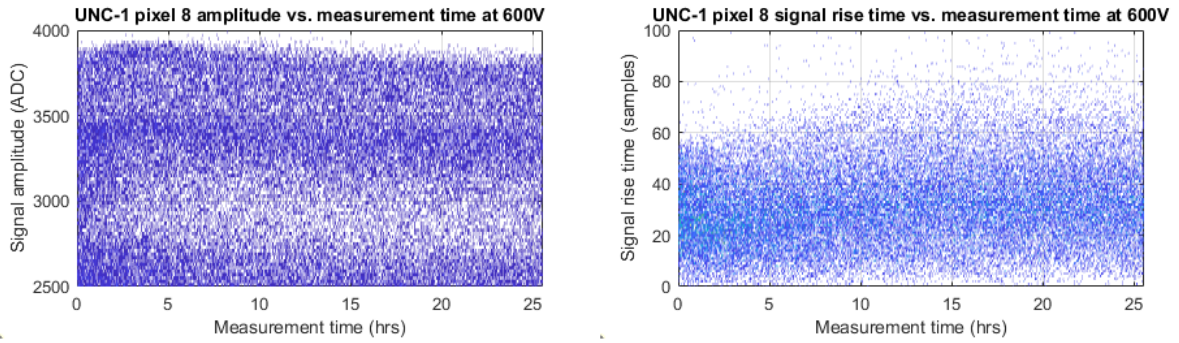 UNC-1 pixel 8 amplitude vs. measurement time at 600V
4000
3500
3000
2500
Signal amplitude (ADC)
0 5 10 15 20 25
Measurement time (hrs)
UNC-1 pixel 8 signal rise time vs. measurement time at 600V
100
80
60
40
20
0
Signal rise time (samples)
0 5 10 15 20 25
Measurement time (hrs)